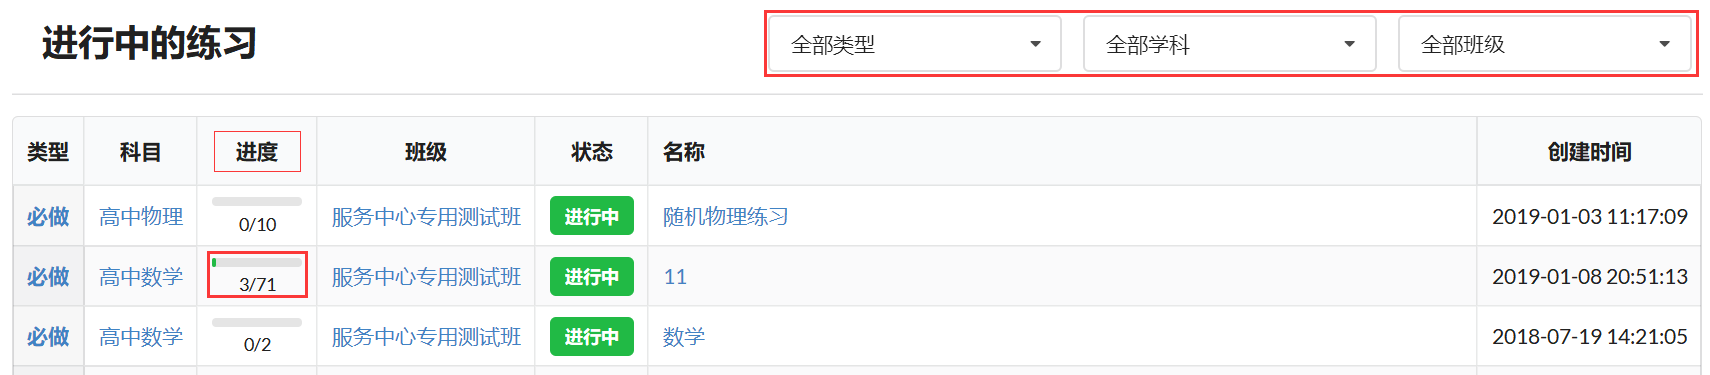 进行中的练习 全部类型 全部学科 全部班级
类型 科目 进度 班级 状态 名称 创建时间
必做 高中物理 0/10 服务中心专用测试班 进行中 随机物理练习 2019-01-03 11:17:09
必做 高中数学 3/71 服务中心专用测试班 进行中 11 2019-01-08 20:51:13
必做 高中数学 0/2 服务中心专用测试班 进行中 数学 2018-07-19 14:21:05